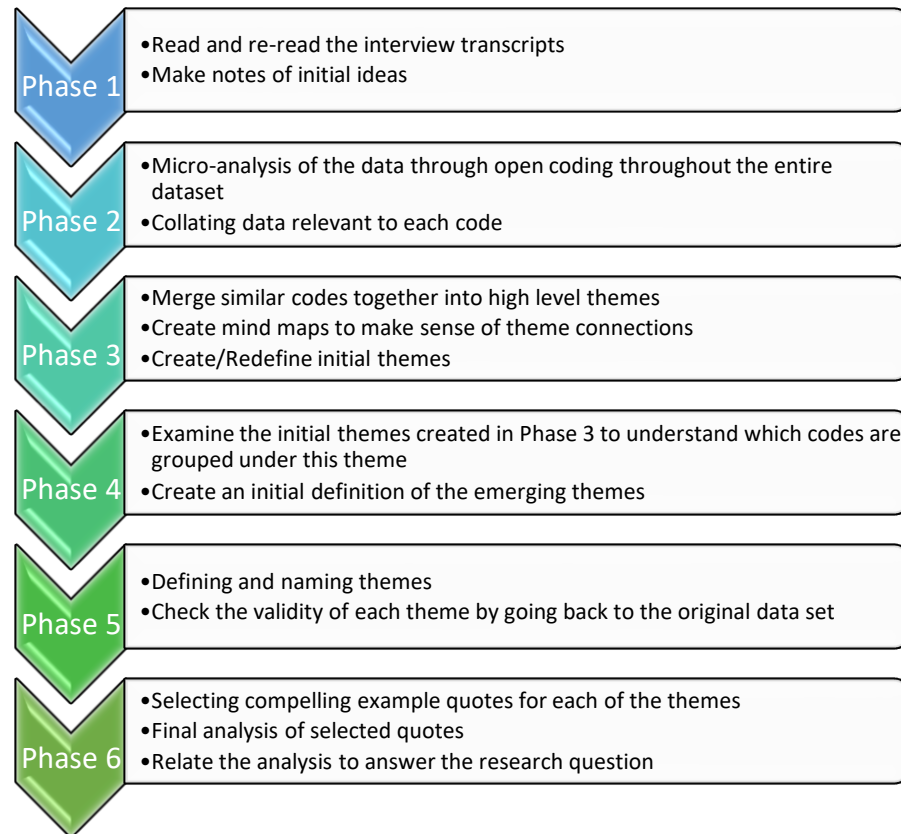 Phase 1
•Read and re-read the interview transcripts
•Make notes of initial ideas
Phase 2
•Micro-analysis of the data through open coding throughout the entire
dataset
•Collating data relevant to each code
Phase 3
•Merge similar codes together into high level themes
•Create mind maps to make sense of theme connections
•Create/Redefine initial themes
Phase 4
•Examine the initial themes created in Phase 3 to understand which codes are
grouped under this theme
•Create an initial definition of the emerging themes
Phase 5
•Defining and naming themes
•Check the validity of each theme by going back to the original data set
Phase 6
•Selecting compelling example quotes for each of the themes
•Final analysis of selected quotes
•Relate the analysis to answer the research question